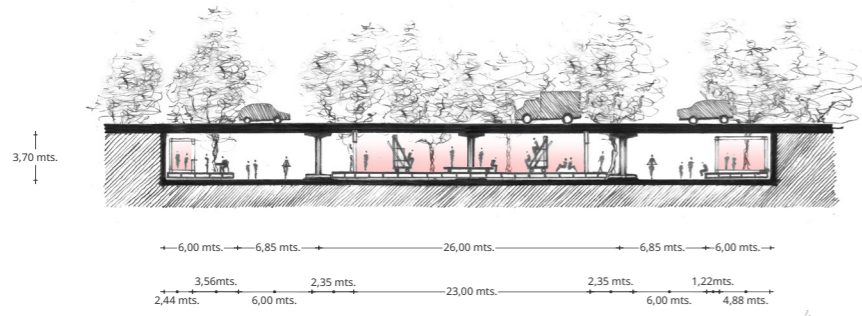 3,70 mts.
6,00 mts. 6,85 mts. 26,00 mts. 6,85 mts. 6,00 mts.
3,56mts. 2,35 mts. 2,35 mts. 1,22mts.
23,00 mts.
2,44 mts. 6,00 mts. 6,00 mts. 4,88 mts.